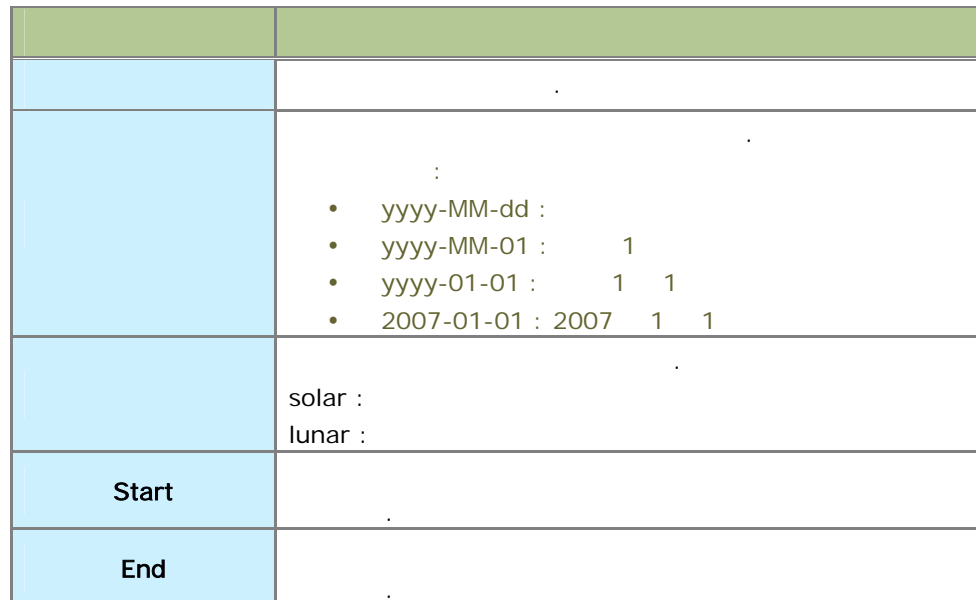 .
.
:
• yyyy-MM-dd :
• yyyy-MM-01 : 1
• yyyy-01-01 : 1 1
• 2007-01-01 : 2007 1 1
.
solar :
lunar :
Start
.
End
.